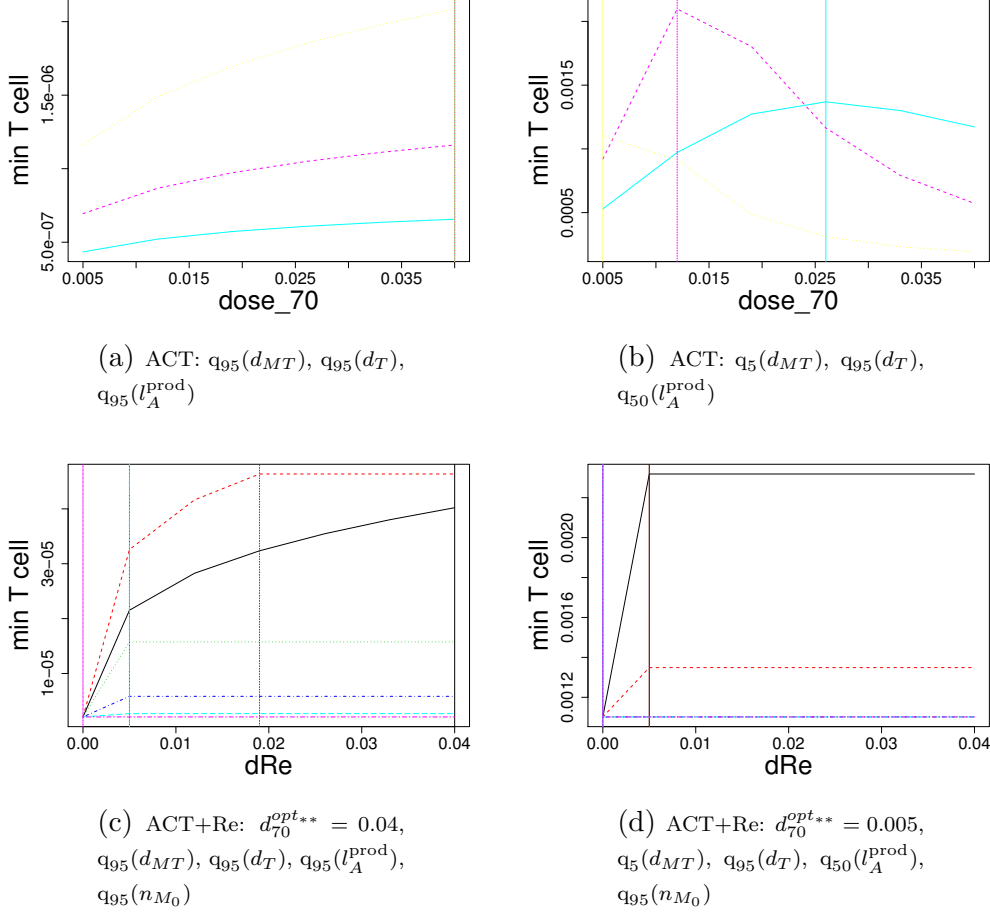 min T cell
5.0e-07
1.5e-06
0.005
0.015
0.025
0.035
dose_70
(a) ACT: q95(dMT), q95(dT),
q95(lAprod)
min T cell
0.0005
0.0015
0.005
0.015
0.025
0.035
dose_70
(b) ACT: q5(dMT), q95(dT),
q50(lAprod)
min T cell
1e-05
3e-05
0.00
0.01
0.02
0.03
0.04
dRe
(c) ACT+Re: d70opt** = 0.04,
q95(dMT), q95(dT), q95(lAprod),
q95(nM0)
min T cell
0.0012
0.0016
0.0020
0.00
0.01
0.02
0.03
0.04
dRe
(d) ACT+Re: d70opt** = 0.005,
q5(dMT), q95(dT), q50(lAprod),
q95(nM0)